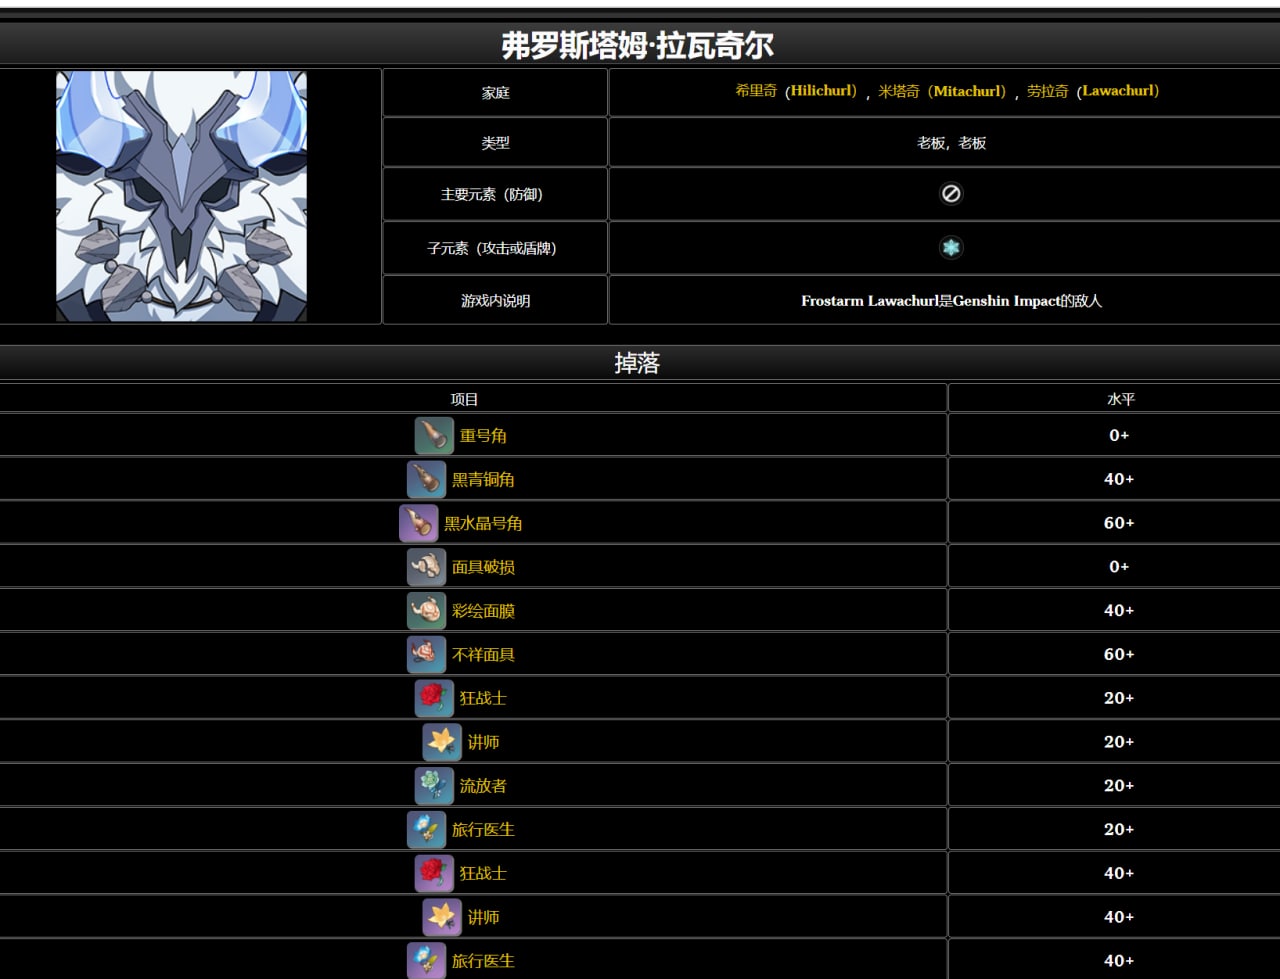 弗罗斯塔姆·拉瓦奇尔
家庭 希里奇（Hilichurl），米塔奇（Mitachurl），劳拉奇（Lawachurl）
类型 老板，老板
主要元素（防御）
子元素（攻击或盾牌）
游戏内说明 Frostarm Lawachurl是Genshin Impact的敌人
掉落
项目 水平
重号角 0+
黑青铜角 40+
黑水晶号角 60+
面具破损 0+
彩绘面膜 40+
不祥面具 60+
狂战士 20+
讲师 20+
流放者 20+
旅行医生 20+
狂战士 40+
讲师 40+
旅行医生 40+